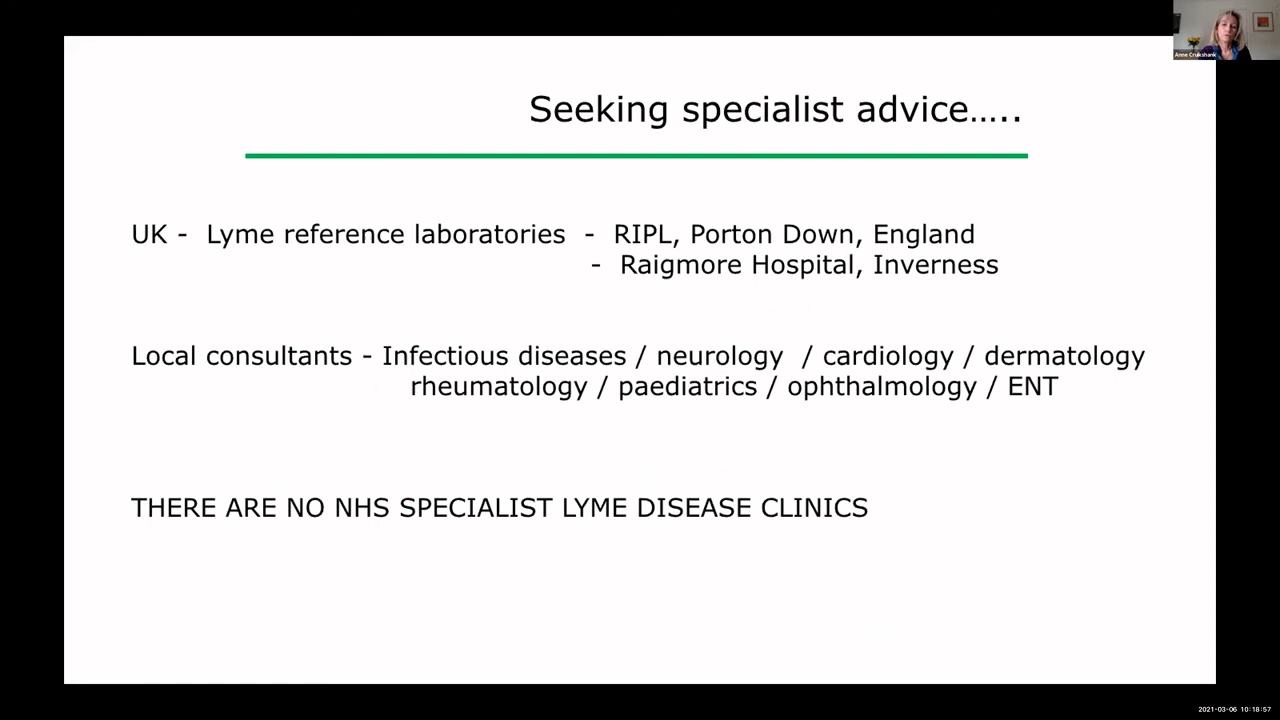 Anne Cruikshank
Seeking specialist advice…..
UK - Lyme reference laboratories - RIPL, Porton Down, England
- Raigmore Hospital, Inverness
Local consultants - Infectious diseases / neurology / cardiology / dermatology
rheumatology / paediatrics / ophthalmology / ENT
THERE ARE NO NHS SPECIALIST LYME DISEASE CLINICS
2021-03-06 10:18:57